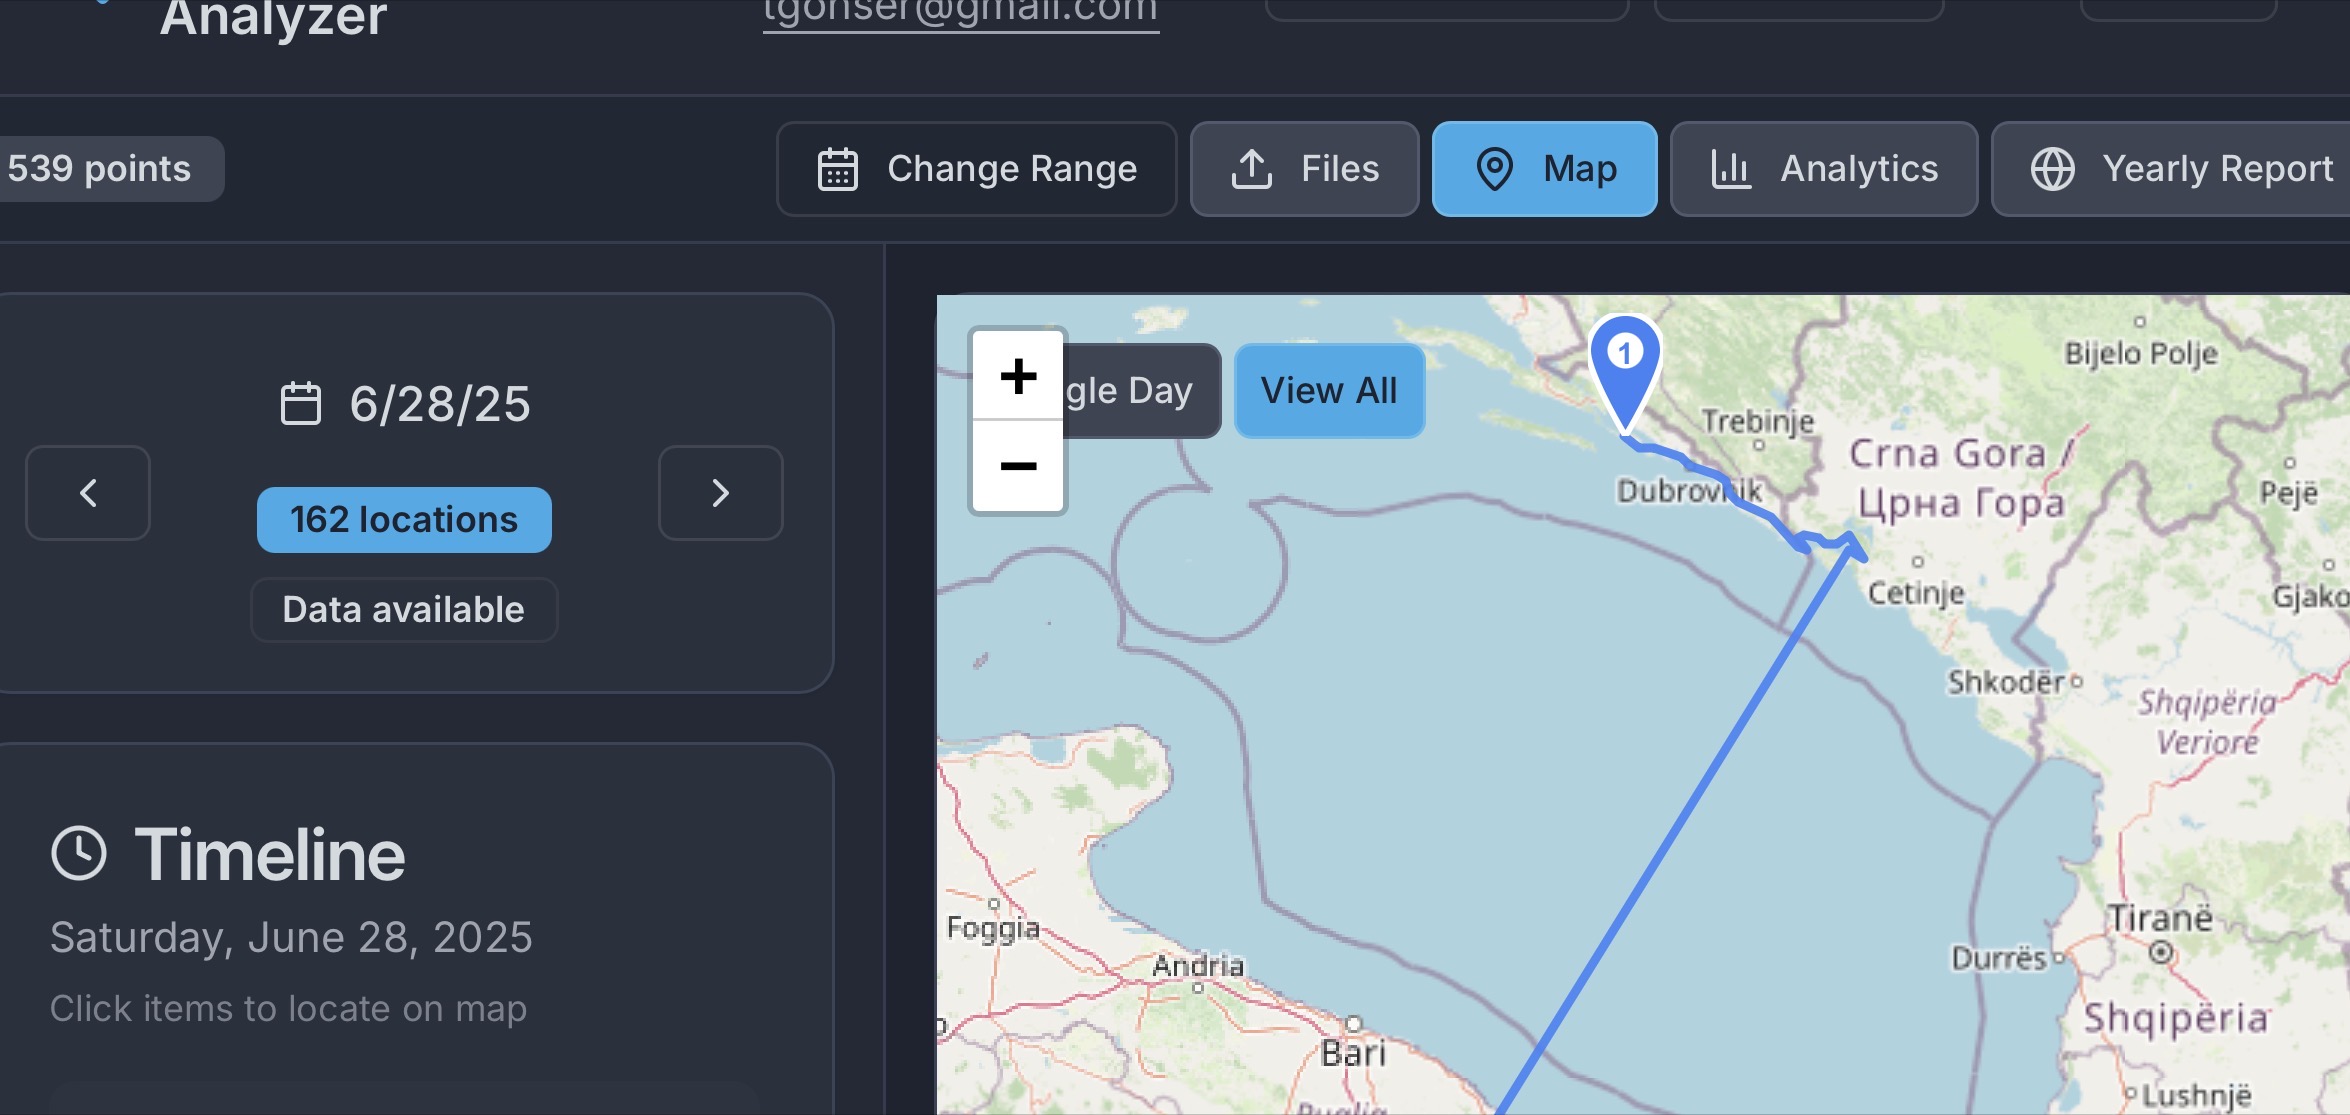 Analyzer
tgonser@gmail.com
539 points
Change Range
Files
Map
Analytics
Yearly Report
6/28/25
162 locations
Data available
Timeline
Saturday, June 28, 2025
Click items to locate on map
+
−
gle Day
View All
1
Bijelo Polje
Trebinje
Crna Gora /
Црна Гора
Dubrovnik
Pejë
Cetinje
Gjako
Shkodër
Shqipëria
Veriore
Foggia
Andria
Tiranë
Durrës
Shqipëria
Bari
Lushnjë
Puglia